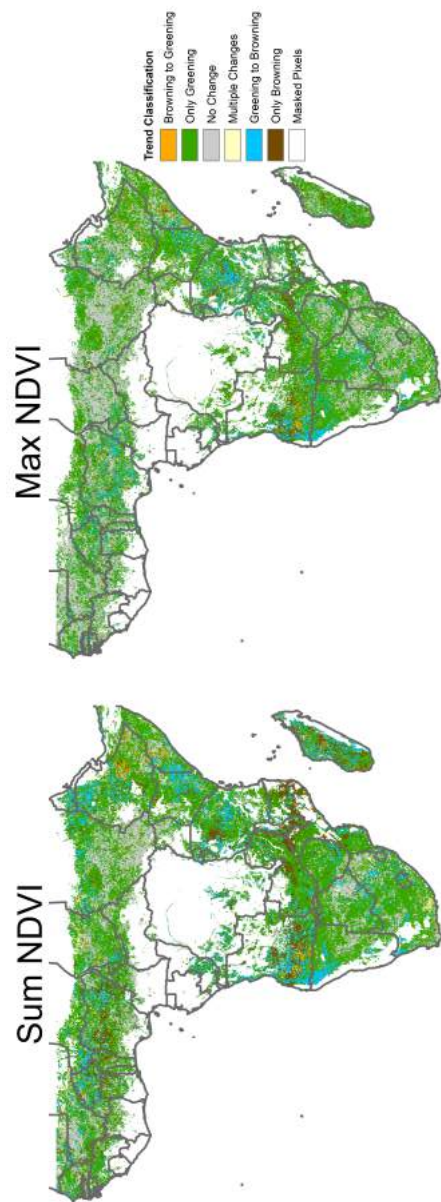 Sum NDVI
Max NDVI
Trend Classification
Browning to Greening
Only Greening
No Change
Multiple Changes
Greening to Browning
Only Browning
Masked Pixels